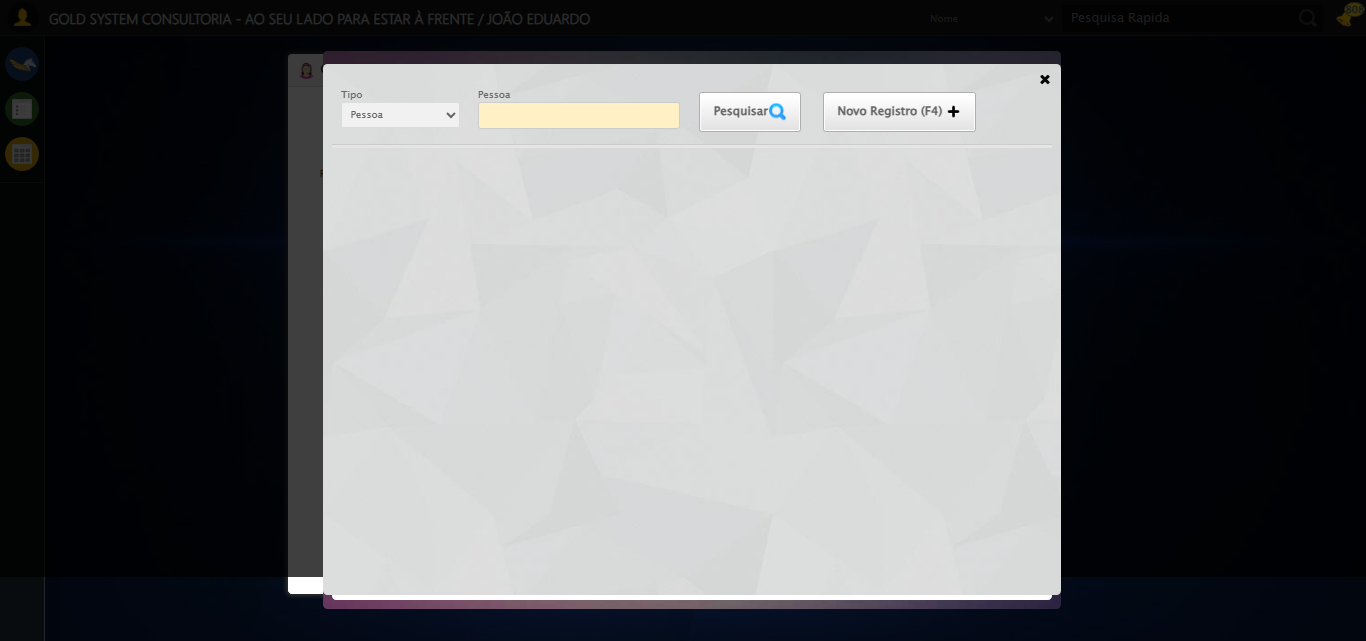 GOLD SYSTEM CONSULTORIA - AO SEU LADO PARA ESTAR À FRENTE / JOÃO EDUARDO
Nome
Pesquisa Rapida
Tipo
Pessoa
Pessoa
Pesquisar
Novo Registro (F4)